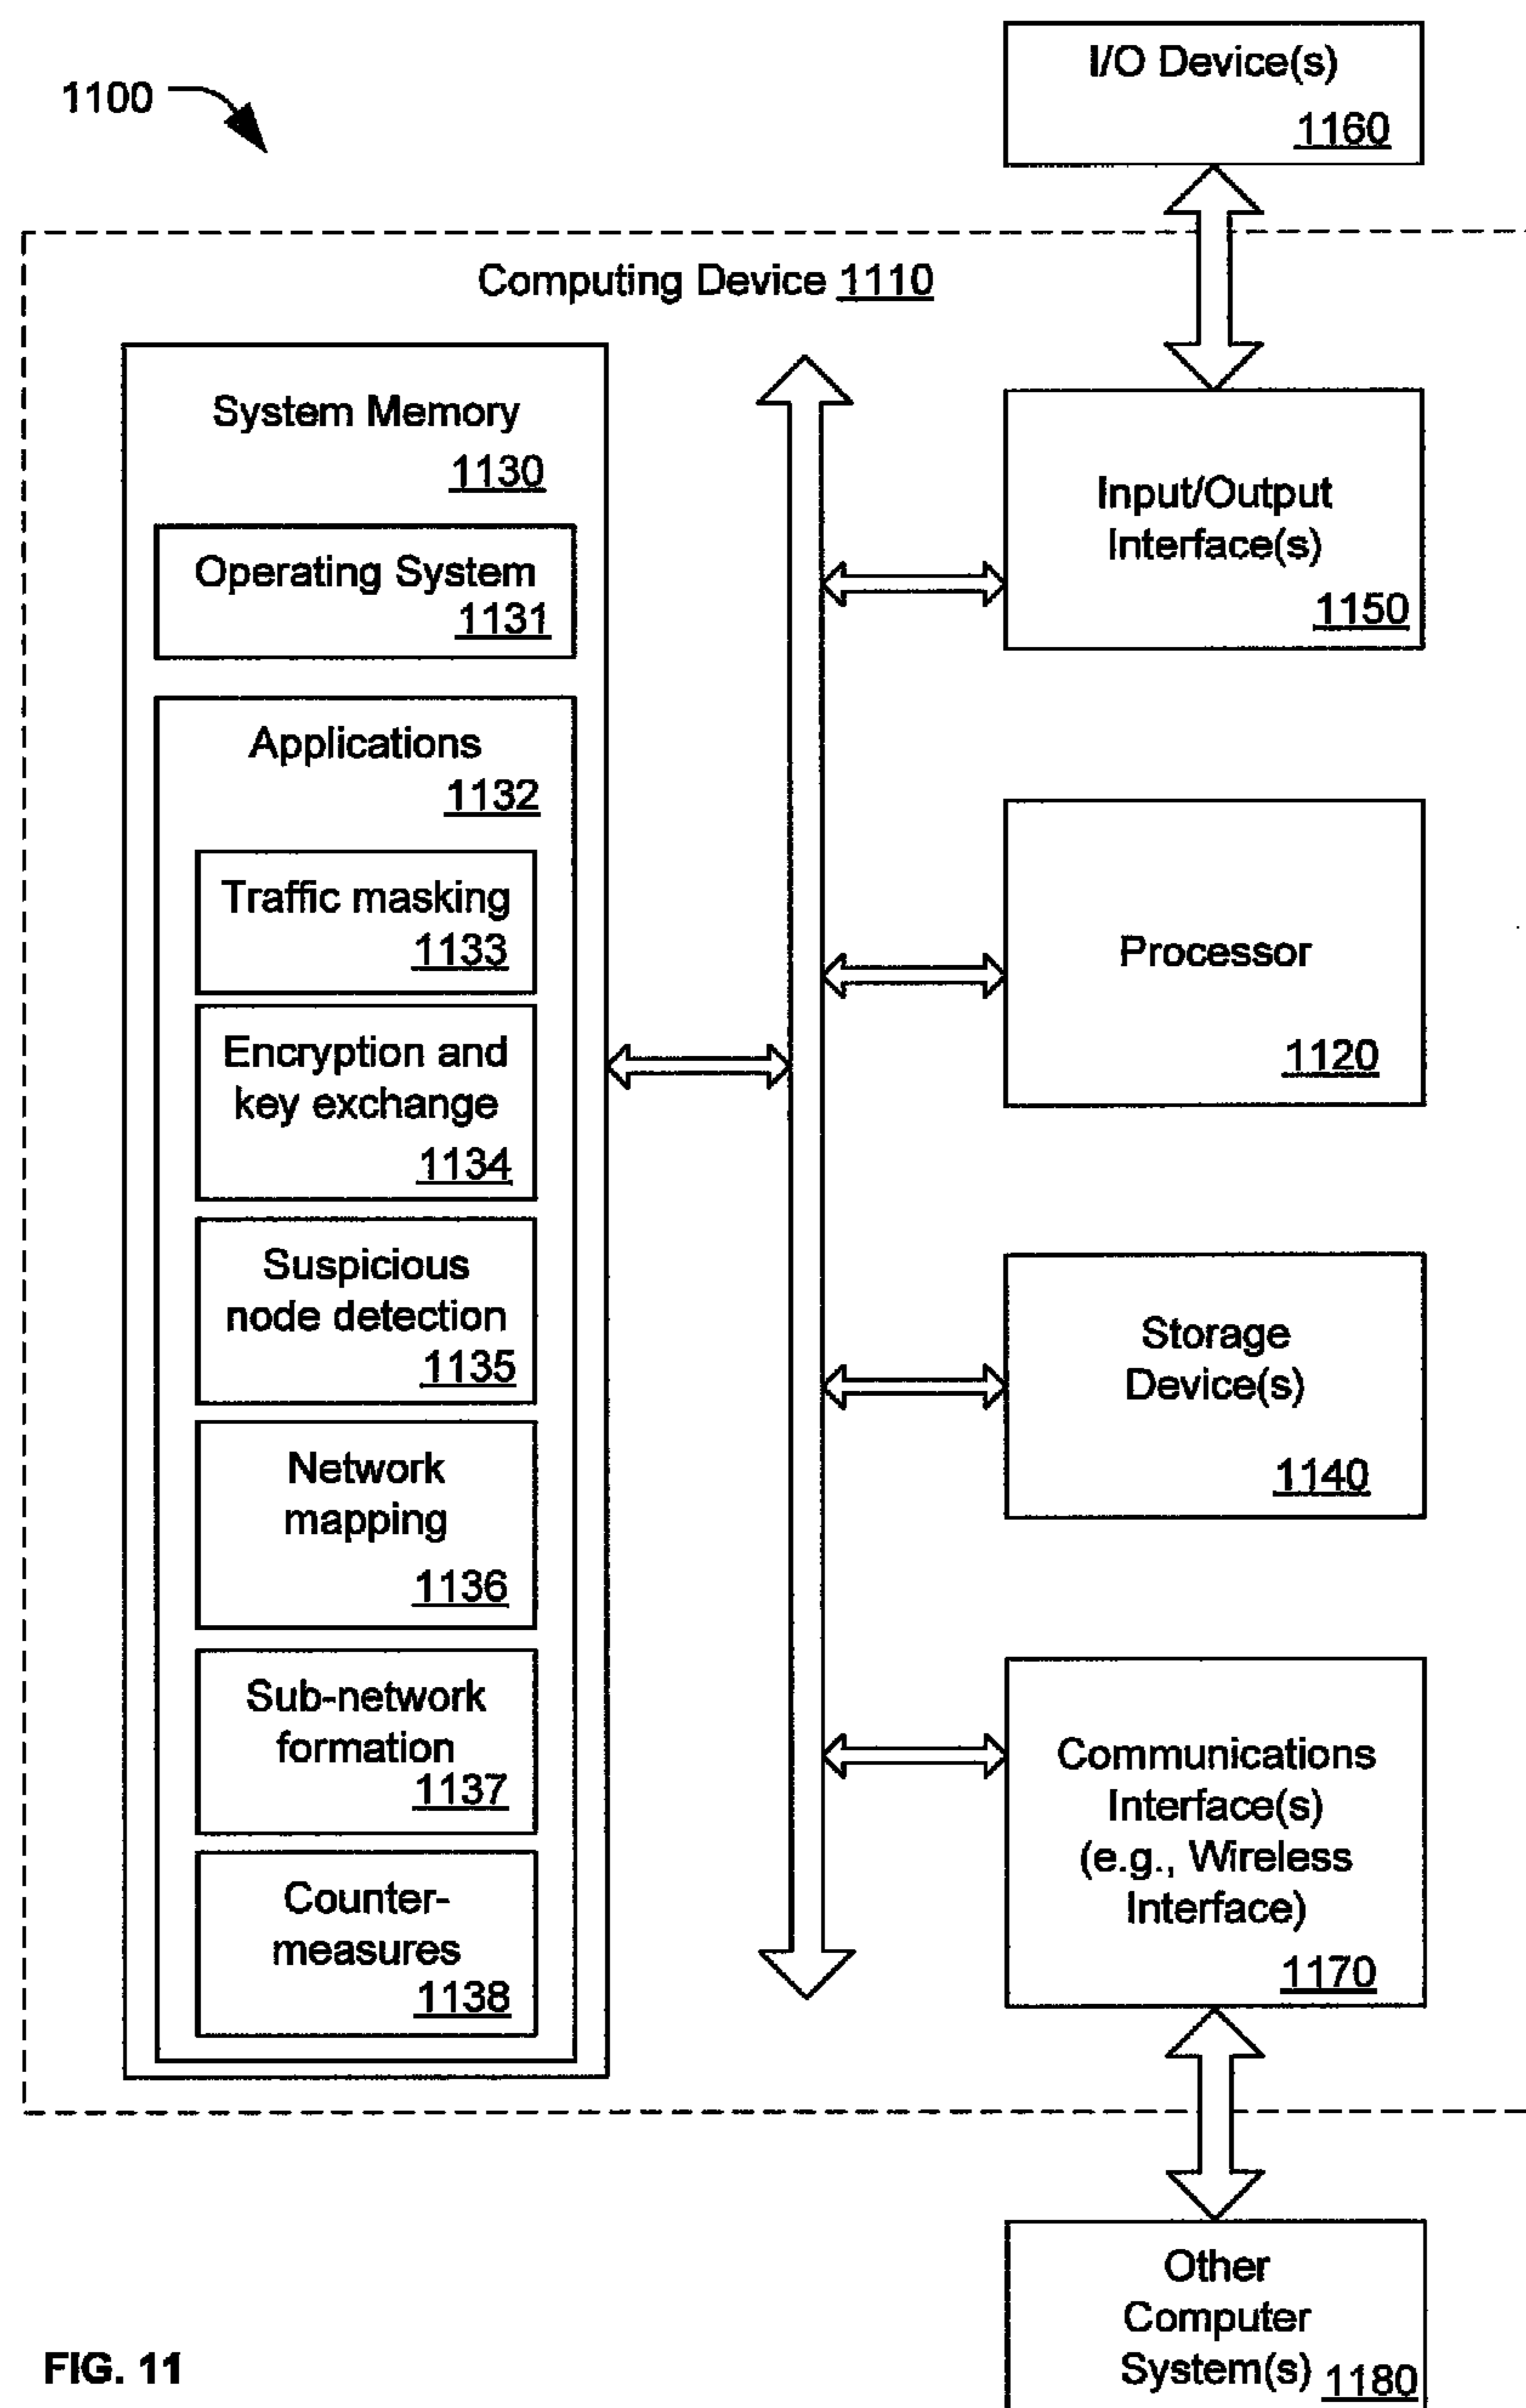 1100
I/O Device(s)
1160
Computing Device 1110
System Memory
1130
Operating System
1131
Applications
1132
Traffic masking
1133
Encryption and
key exchange
1134
Suspicious
node detection
1135
Network
mapping
1136
Sub-network
formation
1137
Counter-
measures
1138
Input/Output
Interface(s)
1150
Processor
1120
Storage
Device(s)
1140
Communications
Interface(s)
(e.g., Wireless
Interface)
1170
Other
Computer
System(s) 1180
FIG. 11